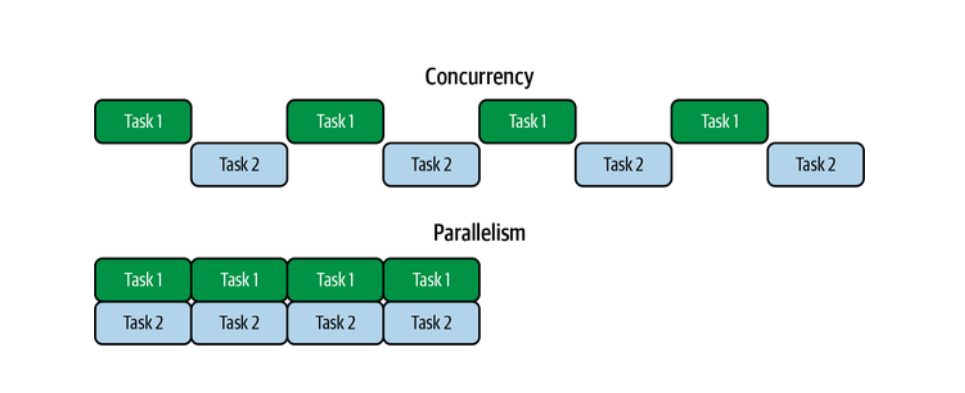 Concurrency
Task 1 Task 1 Task 1 Task 1
Task 2 Task 2 Task 2 Task 2
Parallelism
Task 1 Task 1 Task 1 Task 1
Task 2 Task 2 Task 2 Task 2